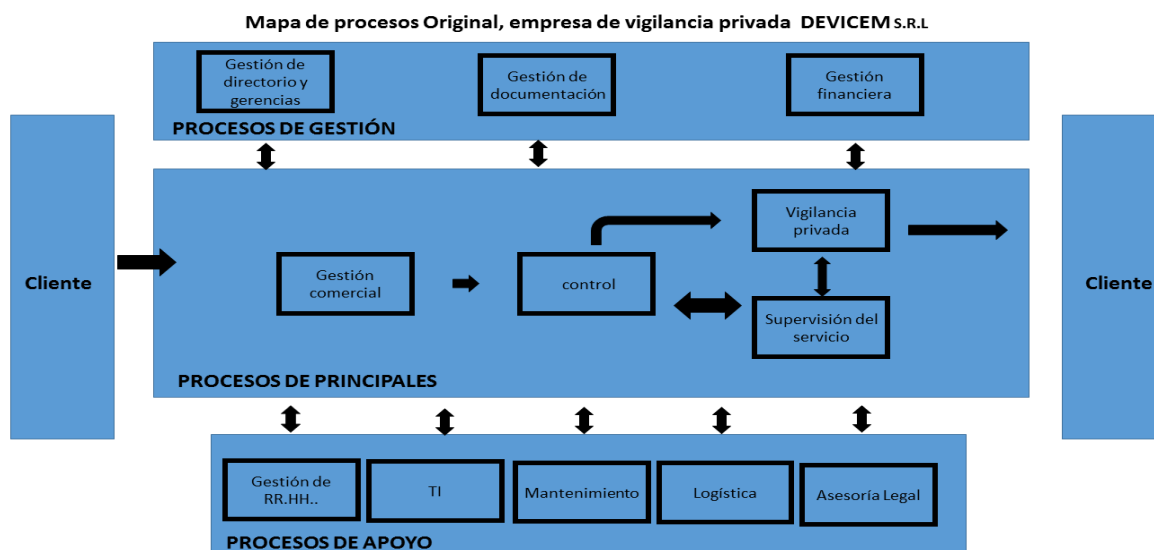 Mapa de procesos Original, empresa de vigilancia privada DEVICEM S.R.L
Gestión de
directorio y
gerencias
Gestión de
documentación
Gestión
financiera
PROCESOS DE GESTIÓN
Cliente
Gestión
comercial
control
Vigilancia
privada
Supervisión del
servicio
PROCESOS DE PRINCIPALES
Cliente
Gestión de
RR.HH..
TI
Mantenimiento
Logística
Asesoría Legal
PROCESOS DE APOYO